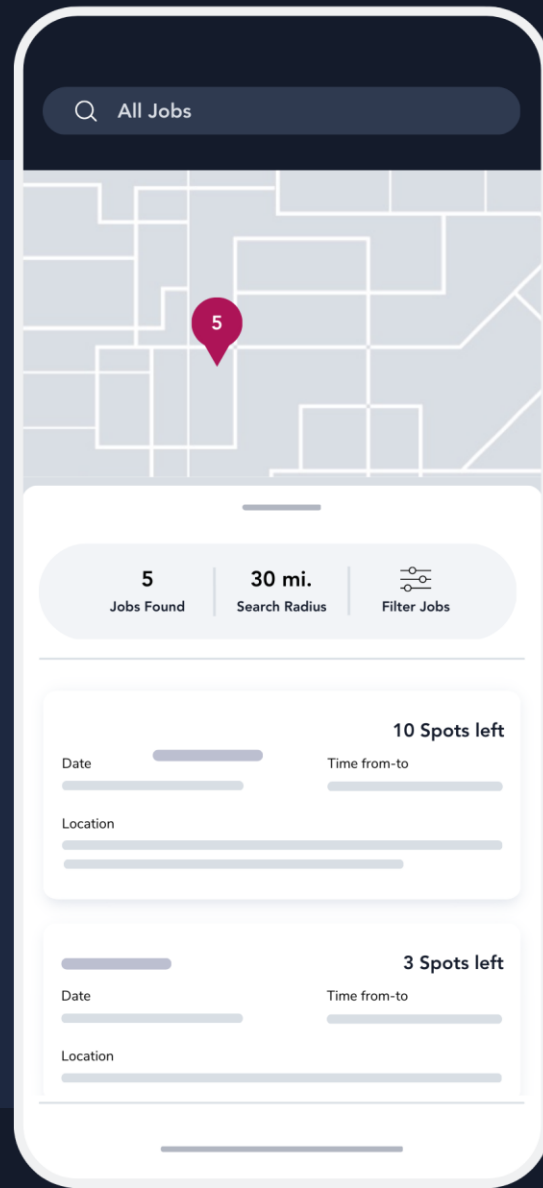 All Jobs
5
5 30 mi.
Jobs Found Search Radius Filter Jobs
10 Spots left
Date Time from-to
Location
3 Spots left
Date Time from-to
Location